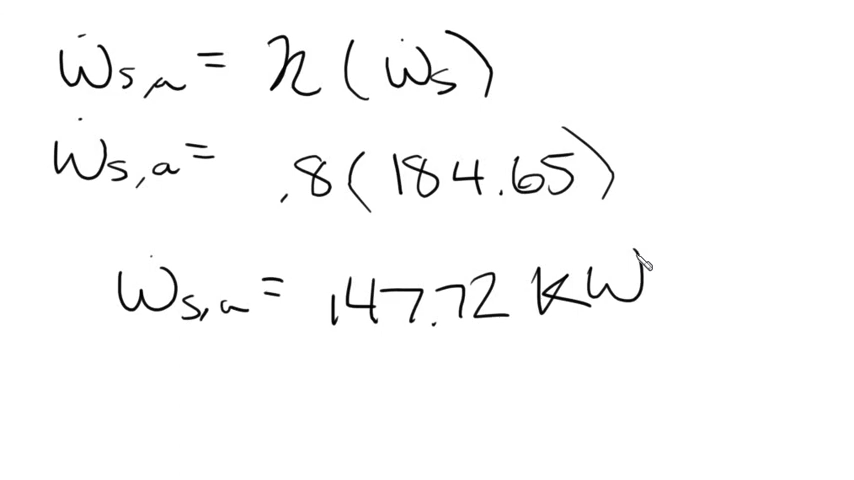 Ẇs,a = η (Ẇs)
Ẇs,a = .8(184.65)
Ẇs,a = 147.72 KW